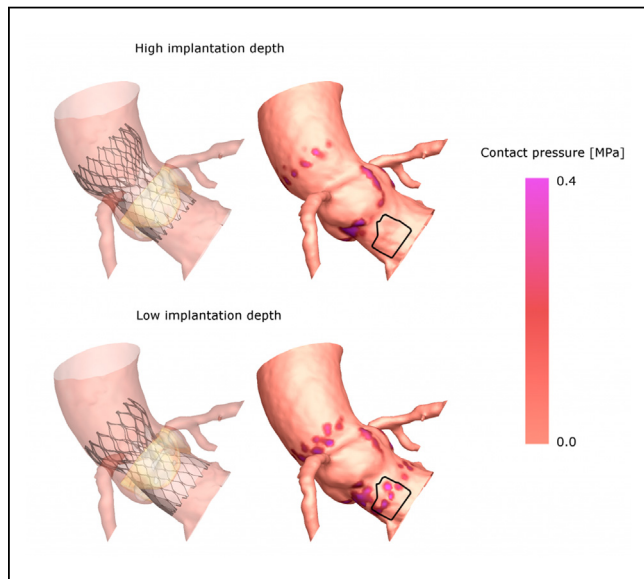 High implantation depth
Contact pressure [MPa]
0.4
Low implantation depth
0.0